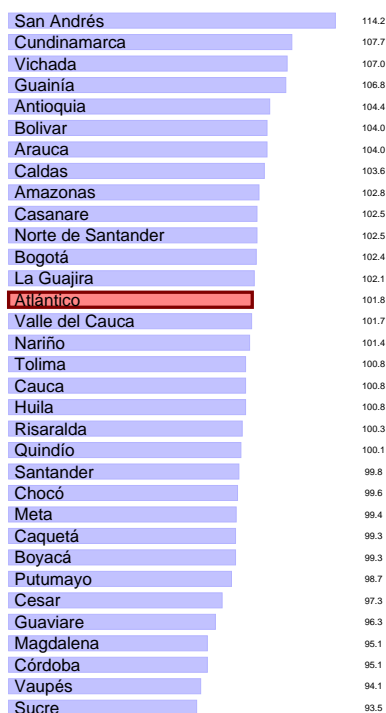 San Andrés 114.2
Cundinamarca 107.7
Vichada 107.0
Guainía 106.8
Antioquia 104.4
Bolivar 104.0
Arauca 104.0
Caldas 103.6
Amazonas 102.8
Casanare 102.5
Norte de Santander 102.5
Bogotá 102.4
La Guajira 102.1
Atlántico 101.8
Valle del Cauca 101.7
Nariño 101.4
Tolima 100.8
Cauca 100.8
Huila 100.8
Risaralda 100.3
Quindío 100.1
Santander 99.8
Chocó 99.6
Meta 99.4
Caquetá 99.3
Boyacá 99.3
Putumayo 98.7
Cesar 97.3
Guaviare 96.3
Magdalena 95.1
Córdoba 95.1
Vaupés 94.1
Sucre 93.5